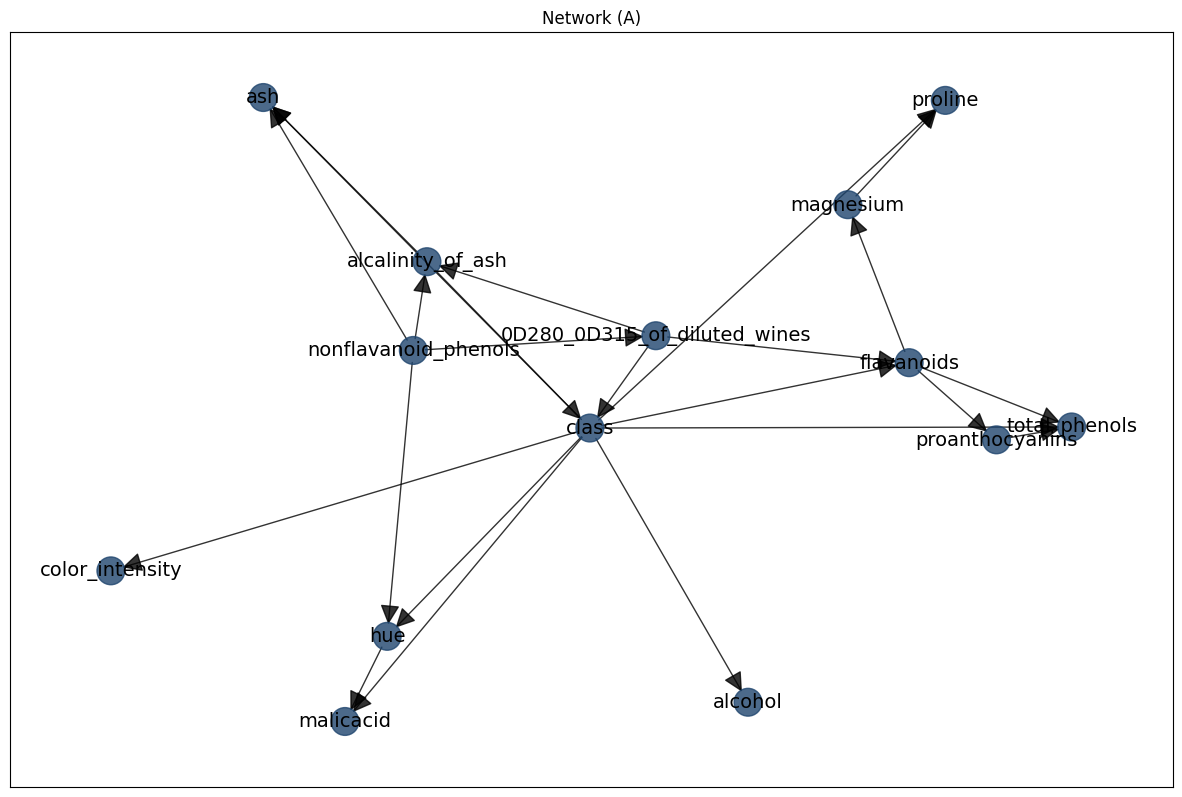 Network (A)
ash
proline
magnesium
alcalinity_of_ash
0D280_0D315_of_diluted_wines
nonflavanoid_phenols
flavanoids
class
total_phenols
proanthocyanins
color_intensity
hue
alcohol
malicacid